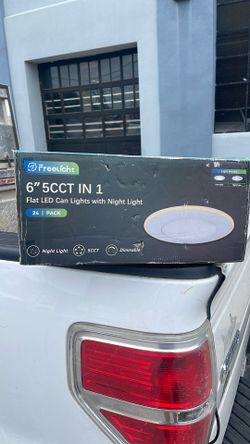 Freelicht
6" 5CCT IN 1
Flat LED Can Lights with Night Light
24 | PACK
Night Light
5CCT
Dimmable